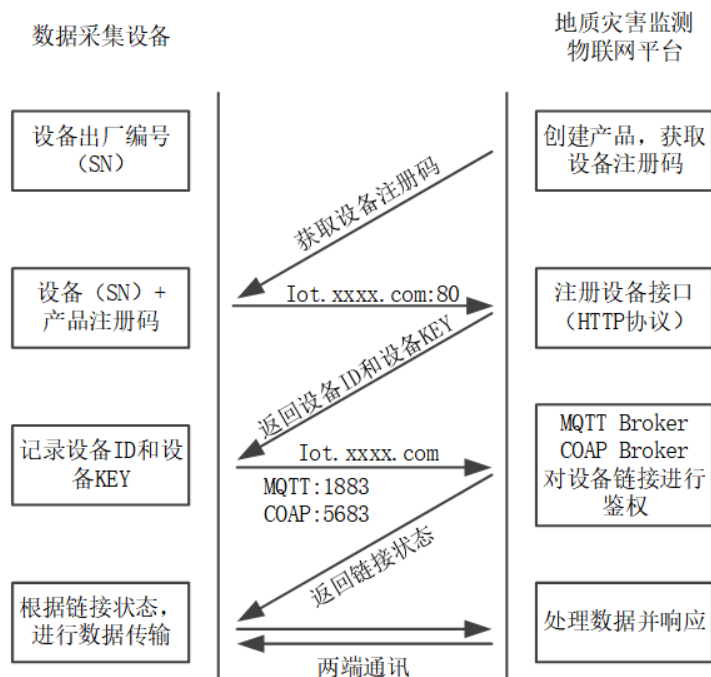 数据采集设备
地质灾害监测
物联网平台
设备出厂编号
（SN）
创建产品，获取
设备注册码
获取设备注册码
设备（SN）+
产品注册码
Iot.xxxx.com:80
注册设备接口
（HTTP协议）
返回设备ID和设备KEY
记录设备ID和设
备KEY
Iot.xxxx.com
MQTT:1883
COAP:5683
MQTT Broker
COAP Broker
对设备链接进行
鉴权
返回链接状态
根据链接状态，
进行数据传输
处理数据并响应
两端通讯